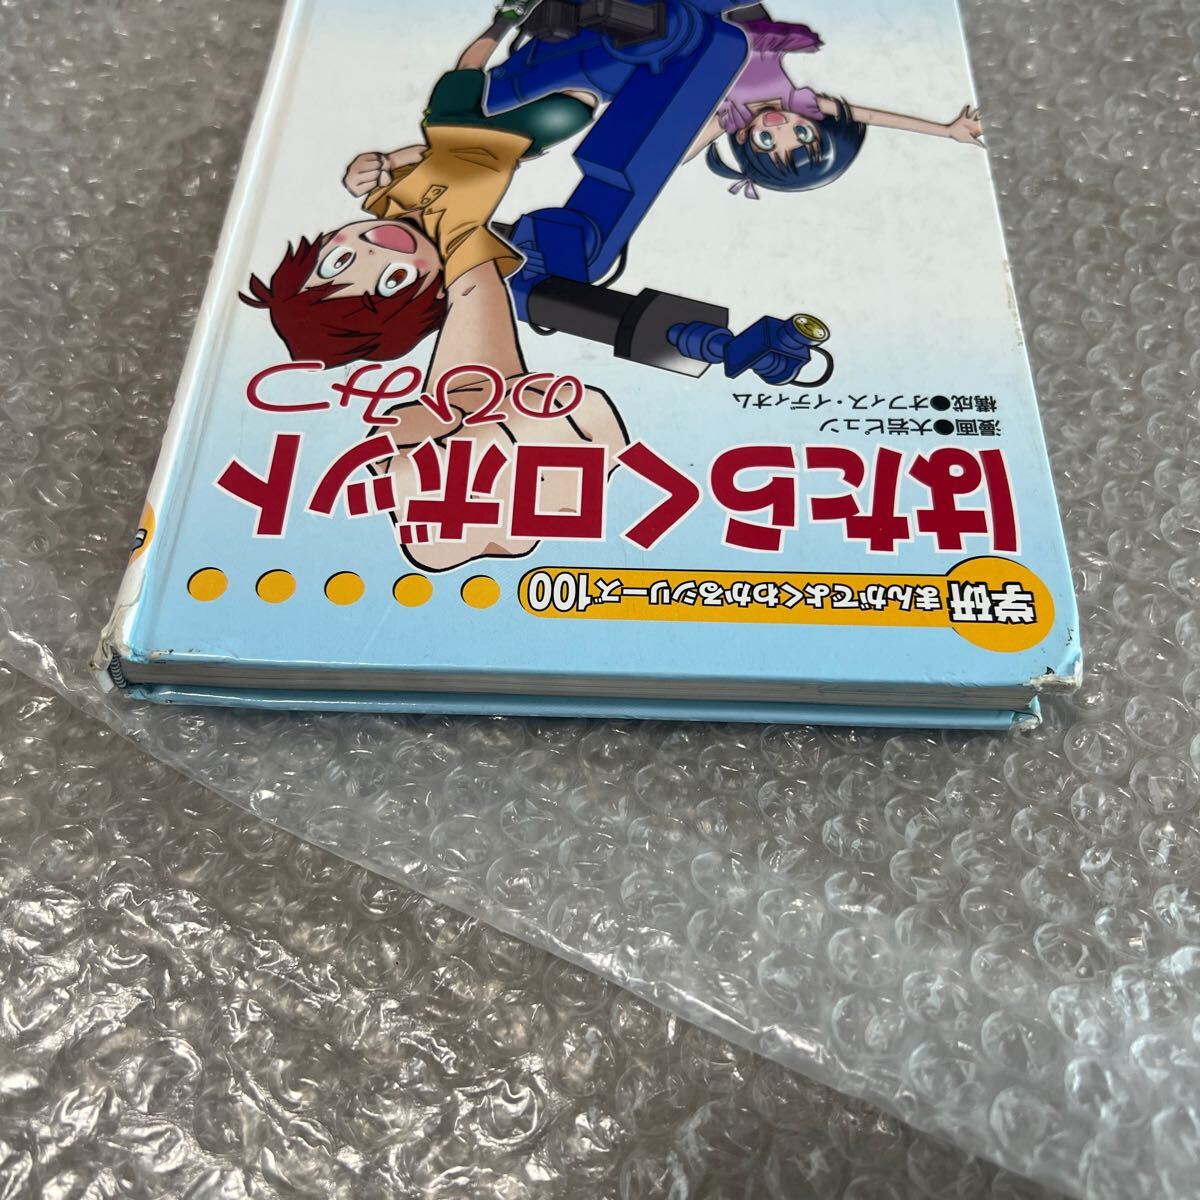 学研 まんがでよくわかるシリーズ100
はたらくロボット
のひみつ
漫画●大岩ピュン
構成●オフィス・イディオム